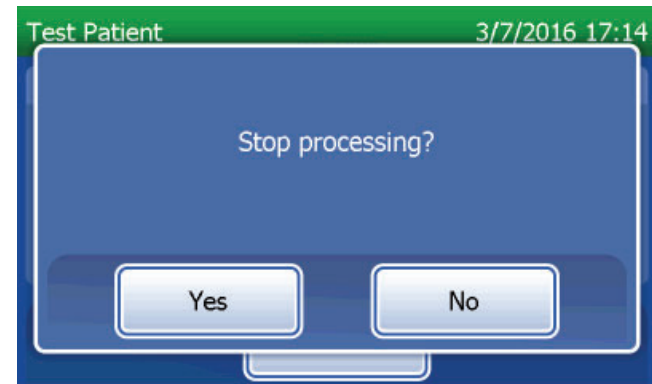 Test Patient 3/7/2016 17:14
Stop processing?
Yes No